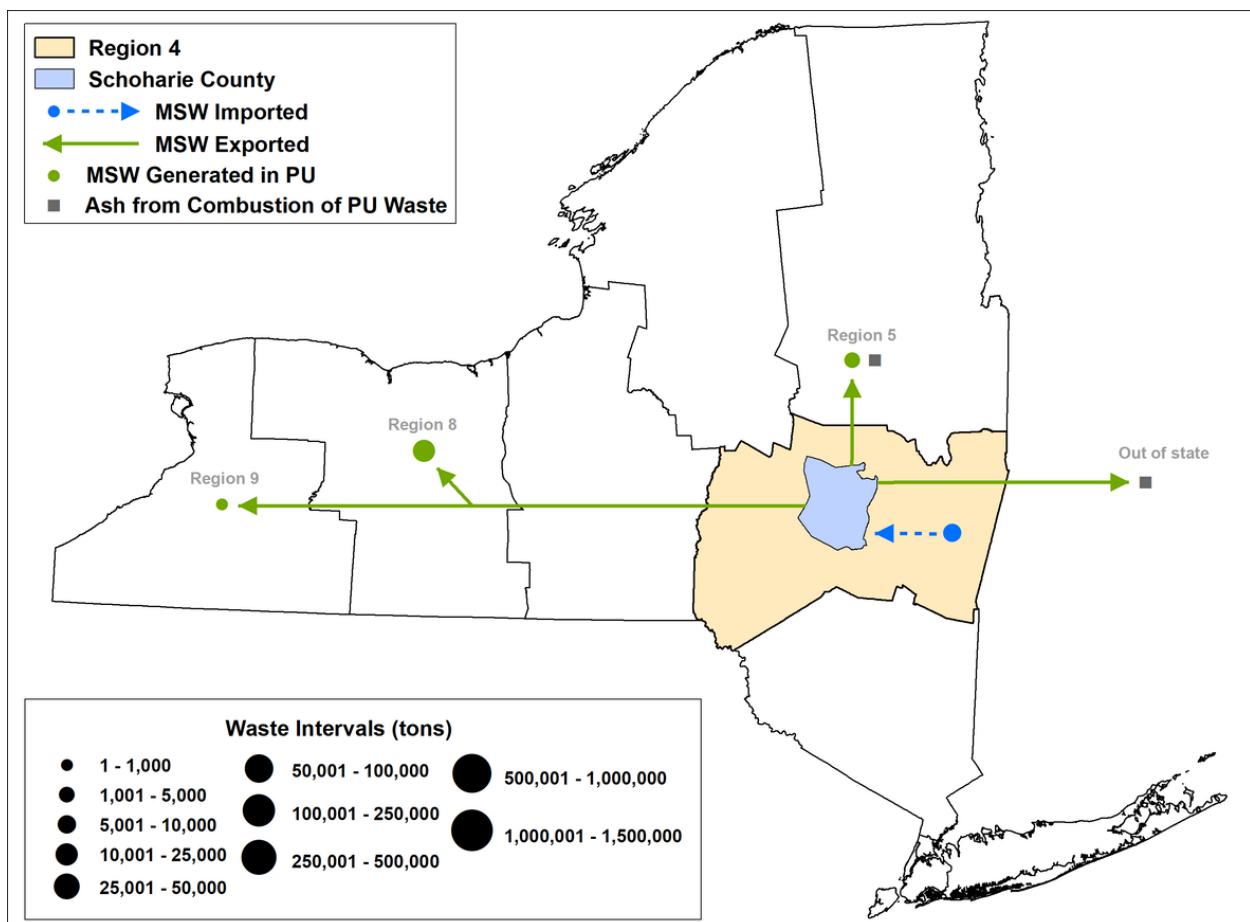 Region 4
Schoharie County
MSW Imported
MSW Exported
MSW Generated in PU
Ash from Combustion of PU Waste
Region 5
Region 8
Out of state
Region 9
Waste Intervals (tons)
1 - 1,000
1,001 - 5,000
5,001 - 10,000
10,001 - 25,000
25,001 - 50,000
50,001 - 100,000
100,001 - 250,000
250,001 - 500,000
500,001 - 1,000,000
1,000,001 - 1,500,000